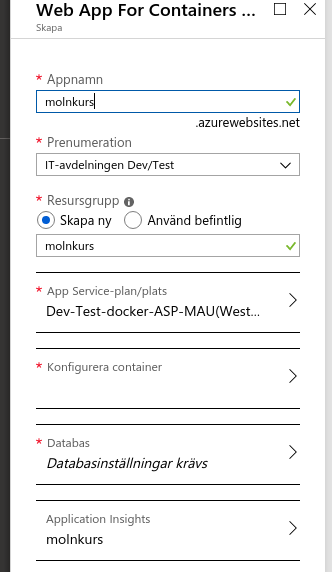 Web App For Containers ...
Skapa
* Appnamn
molnkurs
.azurewebsites.net
* Prenumeration
IT-avdelningen Dev/Test
* Resursgrupp
Skapa ny Använd befintlig
molnkurs
* App Service-plan/plats
Dev-Test-docker-ASP-MAU(West...
* Konfigurera container
* Databas
Databasinställningar krävs
Application Insights
molnkurs